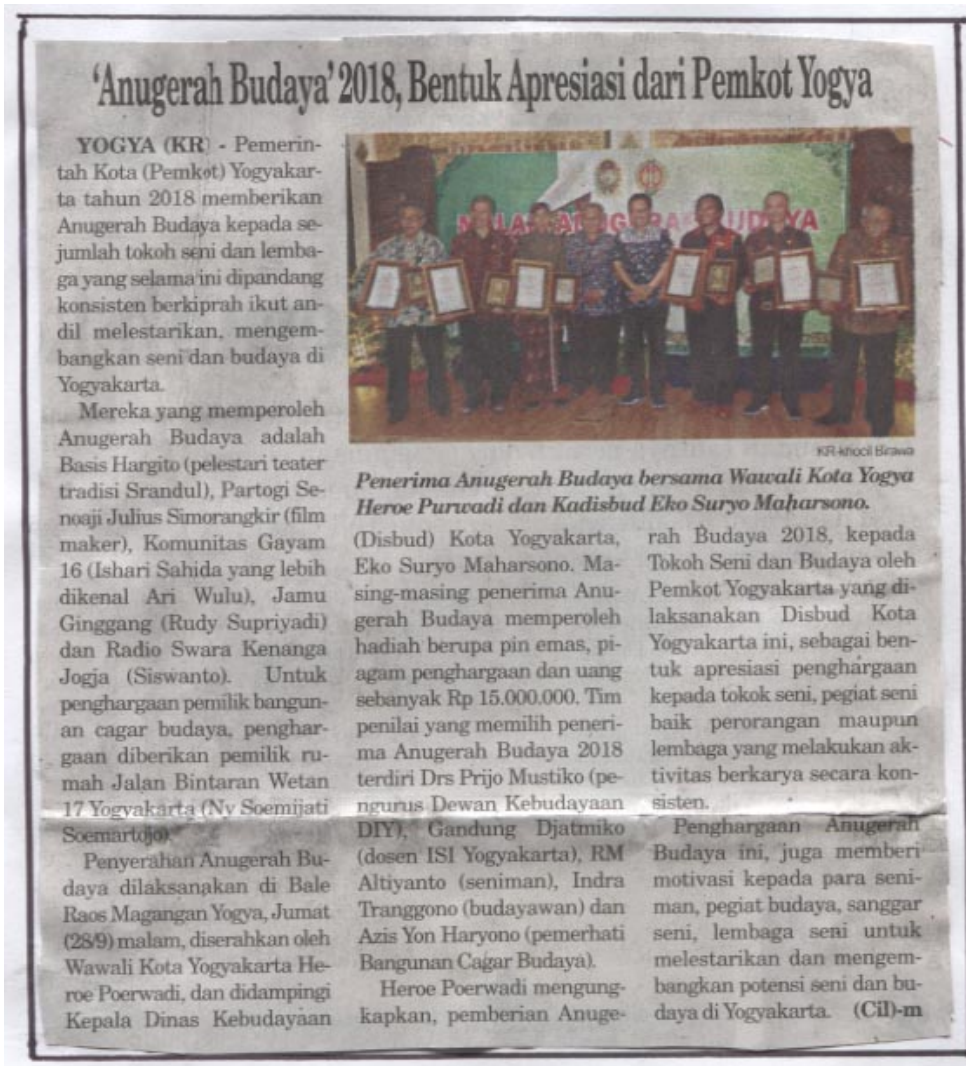 'Anugerah Budaya' 2018, Bentuk Apresiasi dari Pemkot Yogya
YOGYA (KR) - Pemerin-
tah Kota (Pemkot) Yogyakar-
ta tahun 2018 memberikan
Anugerah Budaya kepada se-
jumlah tokoh seni dan lemba-
ga yang selama ini dipandang
konsisten berkiprah ikut an-
dil melestarikan, mengem-
bangkan seni dan budaya di
Yogyakarta.
Mereka yang memperoleh
Anugerah Budaya adalah
Basis Hargito (pelestari teater
tradisi Srandul), Partogi Se-
noaji Julius Simorangkir (film
maker), Komunitas Gayam
16 (Ishari Sahida yang lebih
dikenal Ari Wulu), Jamu
Ginggang (Rudy Supriyadi)
dan Radio Swara Kenanga
Jogja (Siswanto). Untuk
penghargaan pemilik bangun-
an cagar budaya, penghar-
gaan diberikan pemilik ru-
mah Jalan Bintaran Wetan
17 Yogyakarta (Ny Soemijati
Soemartojo).
Penyerahan Anugerah Bu-
daya dilaksanakan di Bale
Raos Magangan Yogya, Jumat
(28/9) malam, diserahkan oleh
Wawali Kota Yogyakarta He-
roe Poerwadi, dan didampingi
Kepala Dinas Kebudayaan
MALAM ANUGERAH BUDAYA
KR-khocil Birawa
Penerima Anugerah Budaya bersama Wawali Kota Yogya
Heroe Purwadi dan Kadisbud Eko Suryo Maharsono.
(Disbud) Kota Yogyakarta,
Eko Suryo Maharsono. Ma-
sing-masing penerima Anu-
gerah Budaya memperoleh
hadiah berupa pin emas, pi-
agam penghargaan dan uang
sebanyak Rp 15.000.000. Tim
penilai yang memilih peneri-
ma Anugerah Budaya 2018
terdiri Drs Prijo Mustiko (pe-
ngurus Dewan Kebudayaan
DIY), Gandung Djatmiko
(dosen ISI Yogyakarta), RM
Altiyanto (seniman), Indra
Tranggono (budayawan) dan
Azis Yon Haryono (pemerhati
Bangunan Cagar Budaya).
Heroe Poerwadi mengung-
kapkan, pemberian Anuge-
rah Budaya 2018, kepada
Tokoh Seni dan Budaya oleh
Pemkot Yogyakarta yang di-
laksanakan Disbud Kota
Yogyakarta ini, sebagai ben-
tuk apresiasi penghargaan
kepada tokok seni, pegiat seni
baik perorangan maupun
lembaga yang melakukan ak-
tivitas berkarya secara kon-
sisten.
Penghargaan Anugerah
Budaya ini, juga memberi
motivasi kepada para seni-
man, pegiat budaya, sanggar
seni, lembaga seni untuk
melestarikan dan mengem-
bangkan potensi seni dan bu-
daya di Yogyakarta. (Cil)-m